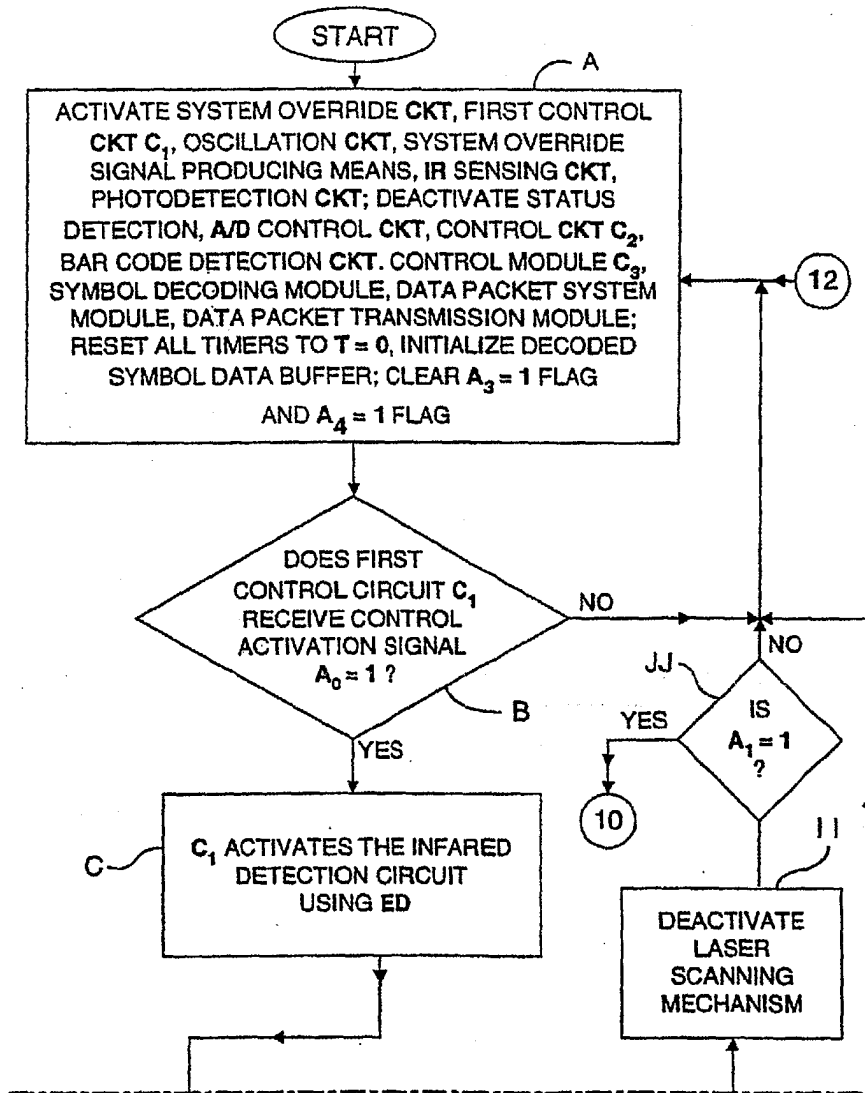 START
A
ACTIVATE SYSTEM OVERRIDE CKT, FIRST CONTROL
CKT C₁, OSCILLATION CKT, SYSTEM OVERRIDE
SIGNAL PRODUCING MEANS, IR SENSING CKT,
PHOTODETECTION CKT; DEACTIVATE STATUS
DETECTION, A/D CONTROL CKT, CONTROL CKT C₂,
BAR CODE DETECTION CKT. CONTROL MODULE C₃,
SYMBOL DECODING MODULE, DATA PACKET SYSTEM
MODULE, DATA PACKET TRANSMISSION MODULE;
RESET ALL TIMERS TO T = 0, INITIALIZE DECODED
SYMBOL DATA BUFFER; CLEAR A₃ = 1 FLAG
AND A₄ = 1 FLAG
12
DOES FIRST
CONTROL CIRCUIT C₁
RECEIVE CONTROL
ACTIVATION SIGNAL
A₀ = 1 ?
NO
B
YES
NO
JJ
IS
A₁ = 1
?
YES
10
C
C₁ ACTIVATES THE INFARED
DETECTION CIRCUIT
USING ED
II
DEACTIVATE
LASER
SCANNING
MECHANISM